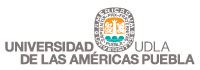 UNIVERSIDAD UDLA
DE LAS AMÉRICAS PUEBLA